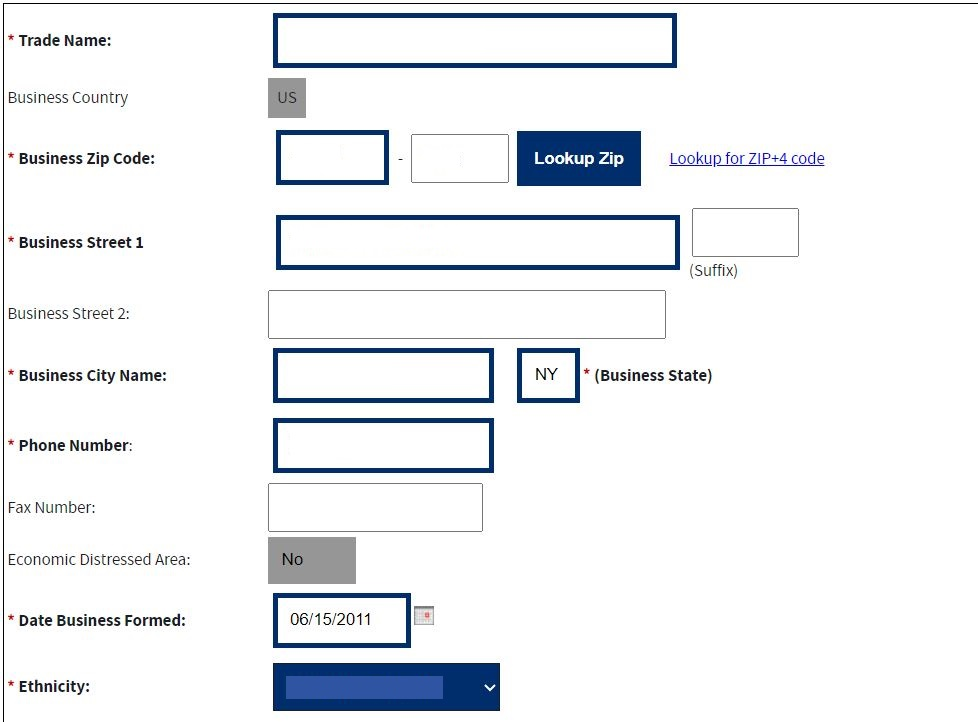 * Trade Name:
Business Country US
* Business Zip Code: - Lookup Zip Lookup for ZIP+4 code
* Business Street 1
(Suffix)
Business Street 2:
* Business City Name: NY * (Business State)
* Phone Number:
Fax Number:
Economic Distressed Area: No
* Date Business Formed: 06/15/2011
* Ethnicity: